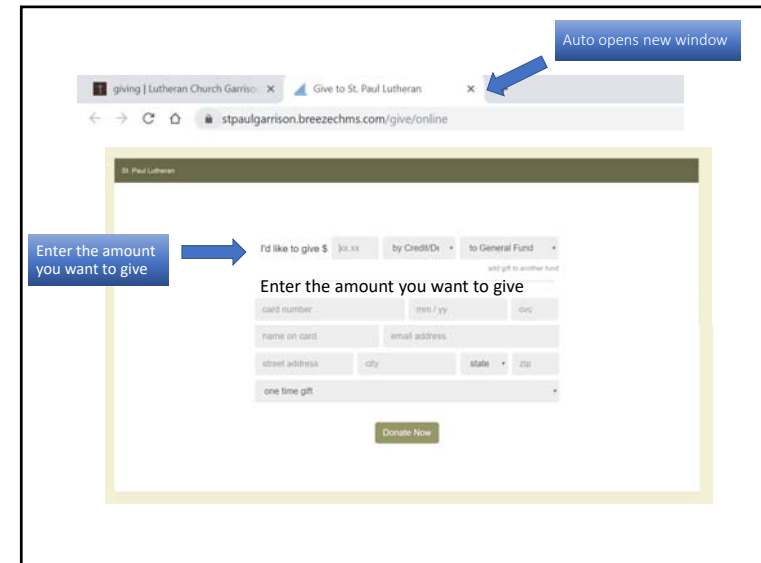 Auto opens new window
giving | Lutheran Church Garriso
Give to St. Paul Lutheran
stpaulgarrison.breezechms.com/give/online
St. Paul Lutheran
Enter the amount
you want to give
I'd like to give $ xx.xx by Credit/De to General Fund
add gift to another fund
Enter the amount you want to give
card number mm / yy cvc
name on card email address
street address city state zip
one time gift
Donate Now